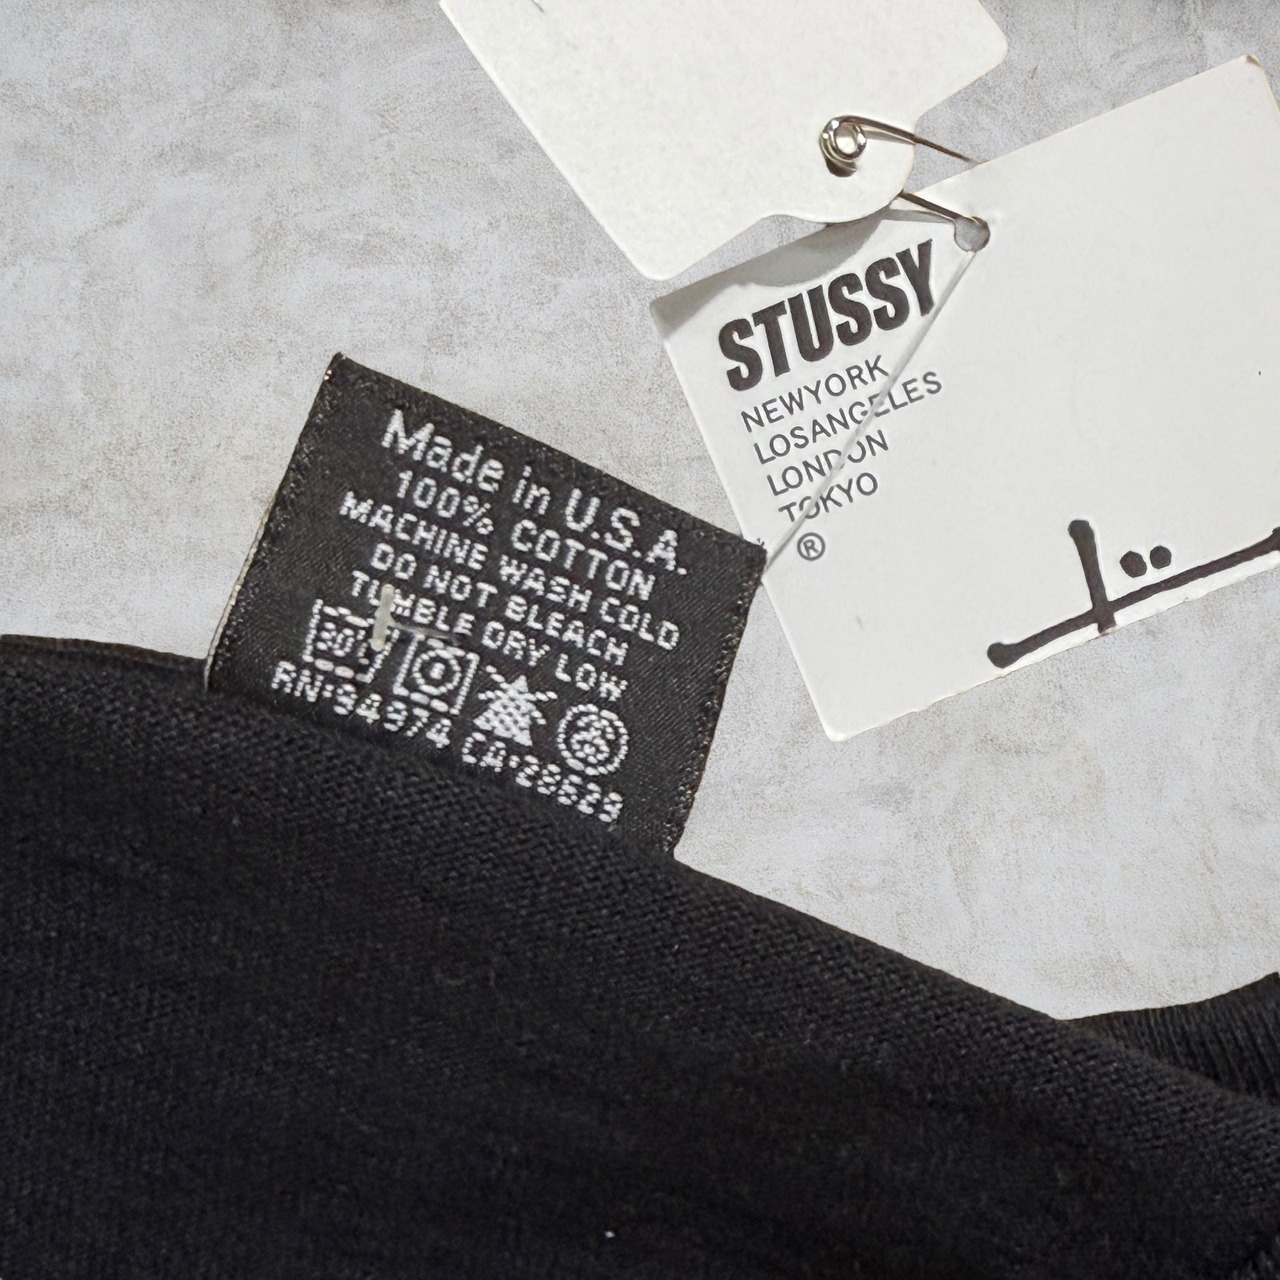 STUSSY
NEWYORK
LOSANGELES
LONDON
TOKYO
®
Made in U.S.A.
100% COTTON
MACHINE WASH COLD
DO NOT BLEACH
TUMBLE DRY LOW
RN:94974 CA:28529